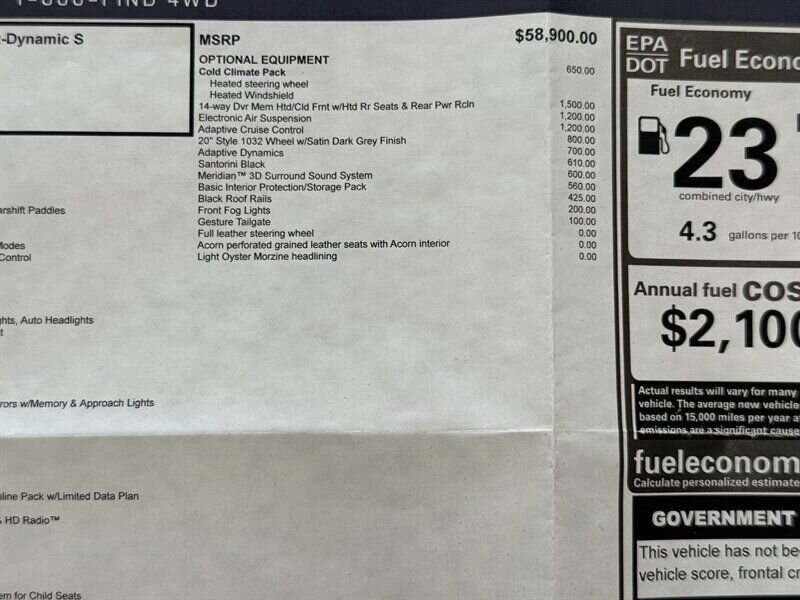 4WD
-Dynamic S
MSRP $58,900.00
OPTIONAL EQUIPMENT
Cold Climate Pack 650.00
Heated steering wheel
Heated Windshield
14-way Dvr Mem Htd/Cld Frnt w/Htd Rr Seats & Rear Pwr Rcln 1,500.00
Electronic Air Suspension 1,200.00
Adaptive Cruise Control 1,200.00
20" Style 1032 Wheel w/Satin Dark Grey Finish 800.00
Adaptive Dynamics 700.00
Santorini Black 610.00
Meridian™ 3D Surround Sound System 600.00
Basic Interior Protection/Storage Pack 560.00
Black Roof Rails 425.00
Front Fog Lights 200.00
Gesture Tailgate 100.00
Full leather steering wheel 0.00
Acorn perforated grained leather seats with Acorn interior 0.00
Light Oyster Morzine headlining 0.00
arshift Paddles
Modes
Control
hts, Auto Headlights
t
rors w/Memory & Approach Lights
line Pack w/Limited Data Plan
& HD Radio™
em for Child Seats
EPA
DOT
Fuel Econo
Fuel Economy
23
combined city/hwy
4.3 gallons per 10
Annual fuel COS
$2,100
Actual results will vary for many
vehicle. The average new vehicle
based on 15,000 miles per year a
emissions are a significant cause
fueleconom
Calculate personalized estimate
GOVERNMENT
This vehicle has not be
vehicle score, frontal cr